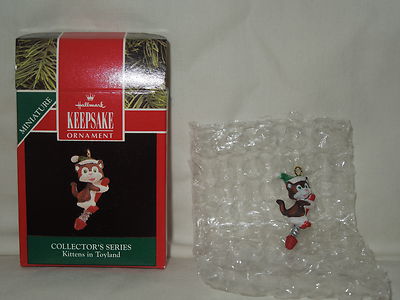 MINIATURE
Hallmark
KEEPSAKE
ORNAMENT
COLLECTOR'S SERIES
Kittens in Toyland